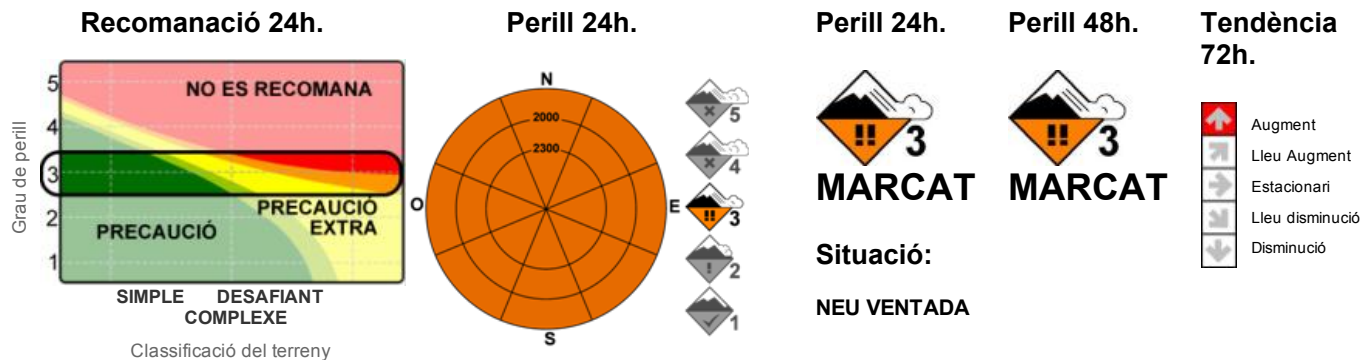 Recomanació 24h.
5
4
3
2
1
Grau de perill
NO ES RECOMANA
PRECAUCIÓ
PRECAUCIÓ
EXTRA
SIMPLE DESAFIANT
COMPLEXE
Classificació del terreny
Perill 24h.
N
2000
2300
O
E
S
5
4
3
2
1
Perill 24h.
!! 3
MARCAT
Situació:
NEU VENTADA
Perill 48h.
!! 3
MARCAT
Tendència
72h.
Augment
Lleu Augment
Estacionari
Lleu disminució
Disminució